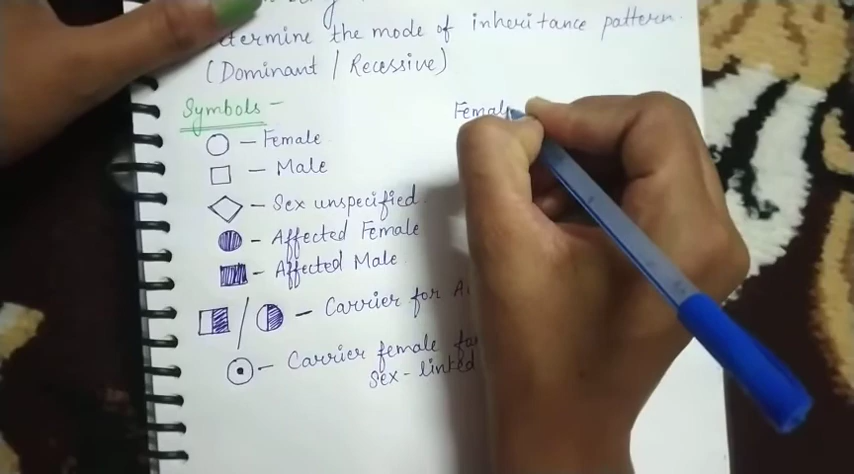 the mode of inheritance pattern.
(Dominant / Recessive)
Symbols -
Femal
- Female
- Male
- Sex unspecified
- Affected Female
- Affected Male
- Carrier for
- Carrier female
Sex-linked